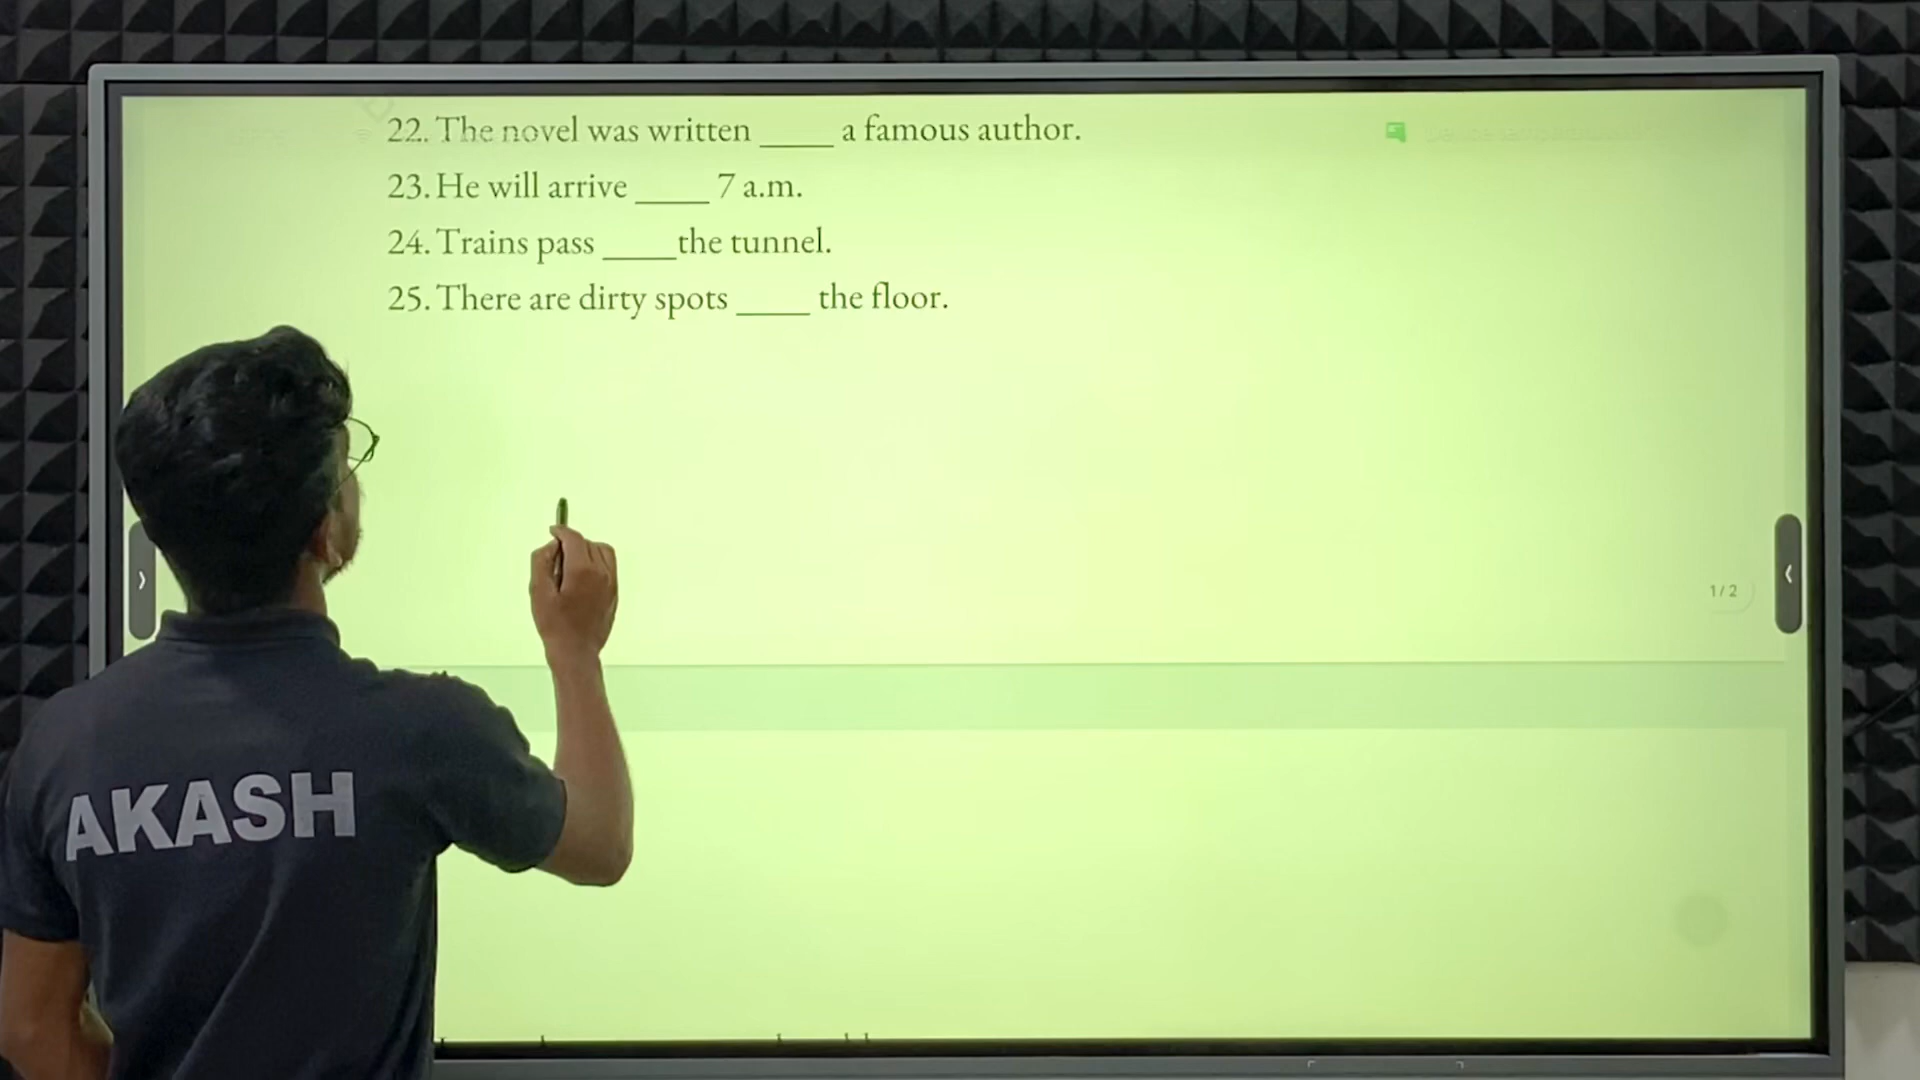 22. The novel was written _____ a famous author.
23. He will arrive _____ 7 a.m.
24. Trains pass _____the tunnel.
25. There are dirty spots _____ the floor.
1/2
AKASH